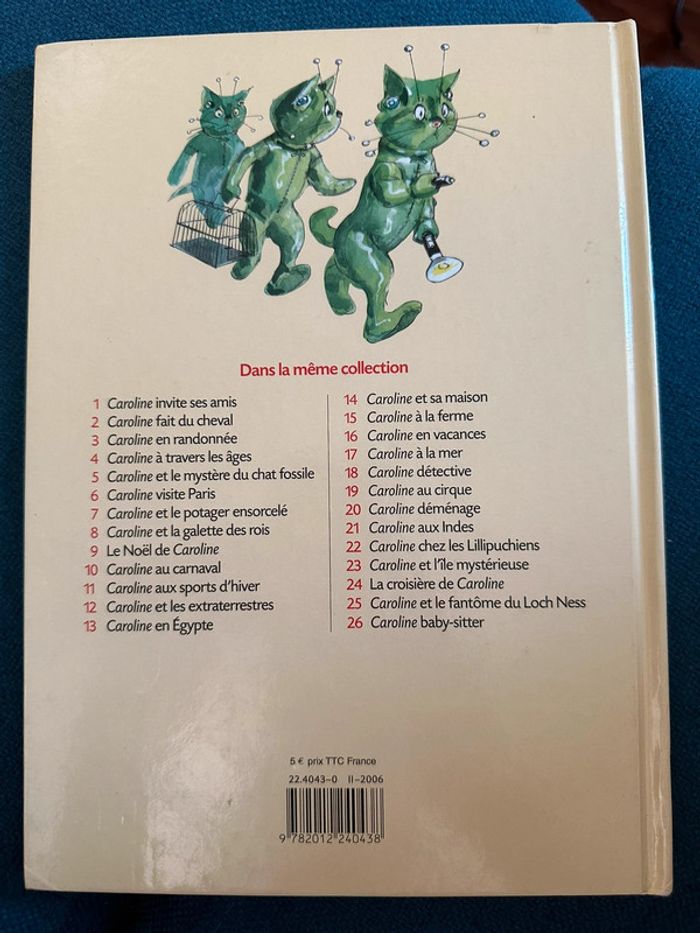 Dans la même collection
1 Caroline invite ses amis
2 Caroline fait du cheval
3 Caroline en randonnée
4 Caroline à travers les âges
5 Caroline et le mystère du chat fossile
6 Caroline visite Paris
7 Caroline et le potager ensorcelé
8 Caroline et la galette des rois
9 Le Noël de Caroline
10 Caroline au carnaval
11 Caroline aux sports d'hiver
12 Caroline et les extraterrestres
13 Caroline en Égypte
14 Caroline et sa maison
15 Caroline à la ferme
16 Caroline en vacances
17 Caroline à la mer
18 Caroline détective
19 Caroline au cirque
20 Caroline déménage
21 Caroline aux Indes
22 Caroline chez les Lillipuchiens
23 Caroline et l'île mystérieuse
24 La croisière de Caroline
25 Caroline et le fantôme du Loch Ness
26 Caroline baby-sitter
5 € prix TTC France
22.4043-0 II-2006
9 782012 240438